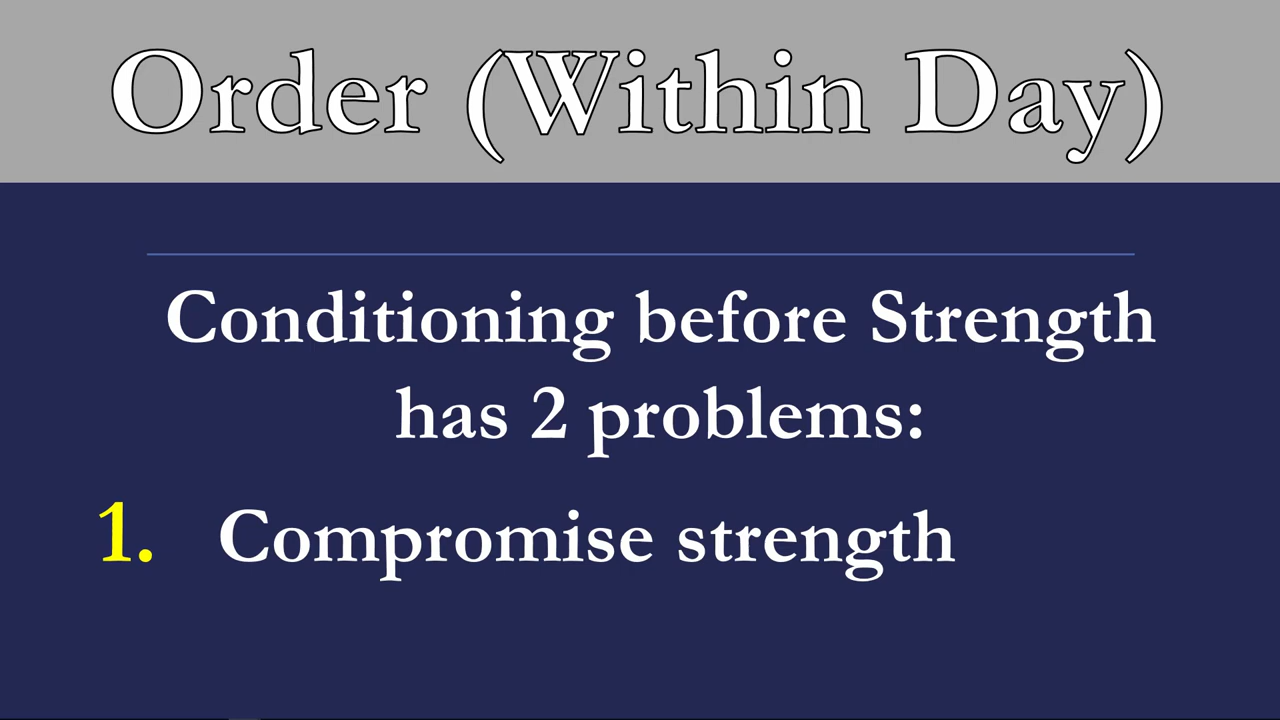 Order (Within Day)
Conditioning before Strength
has 2 problems:
1. Compromise strength